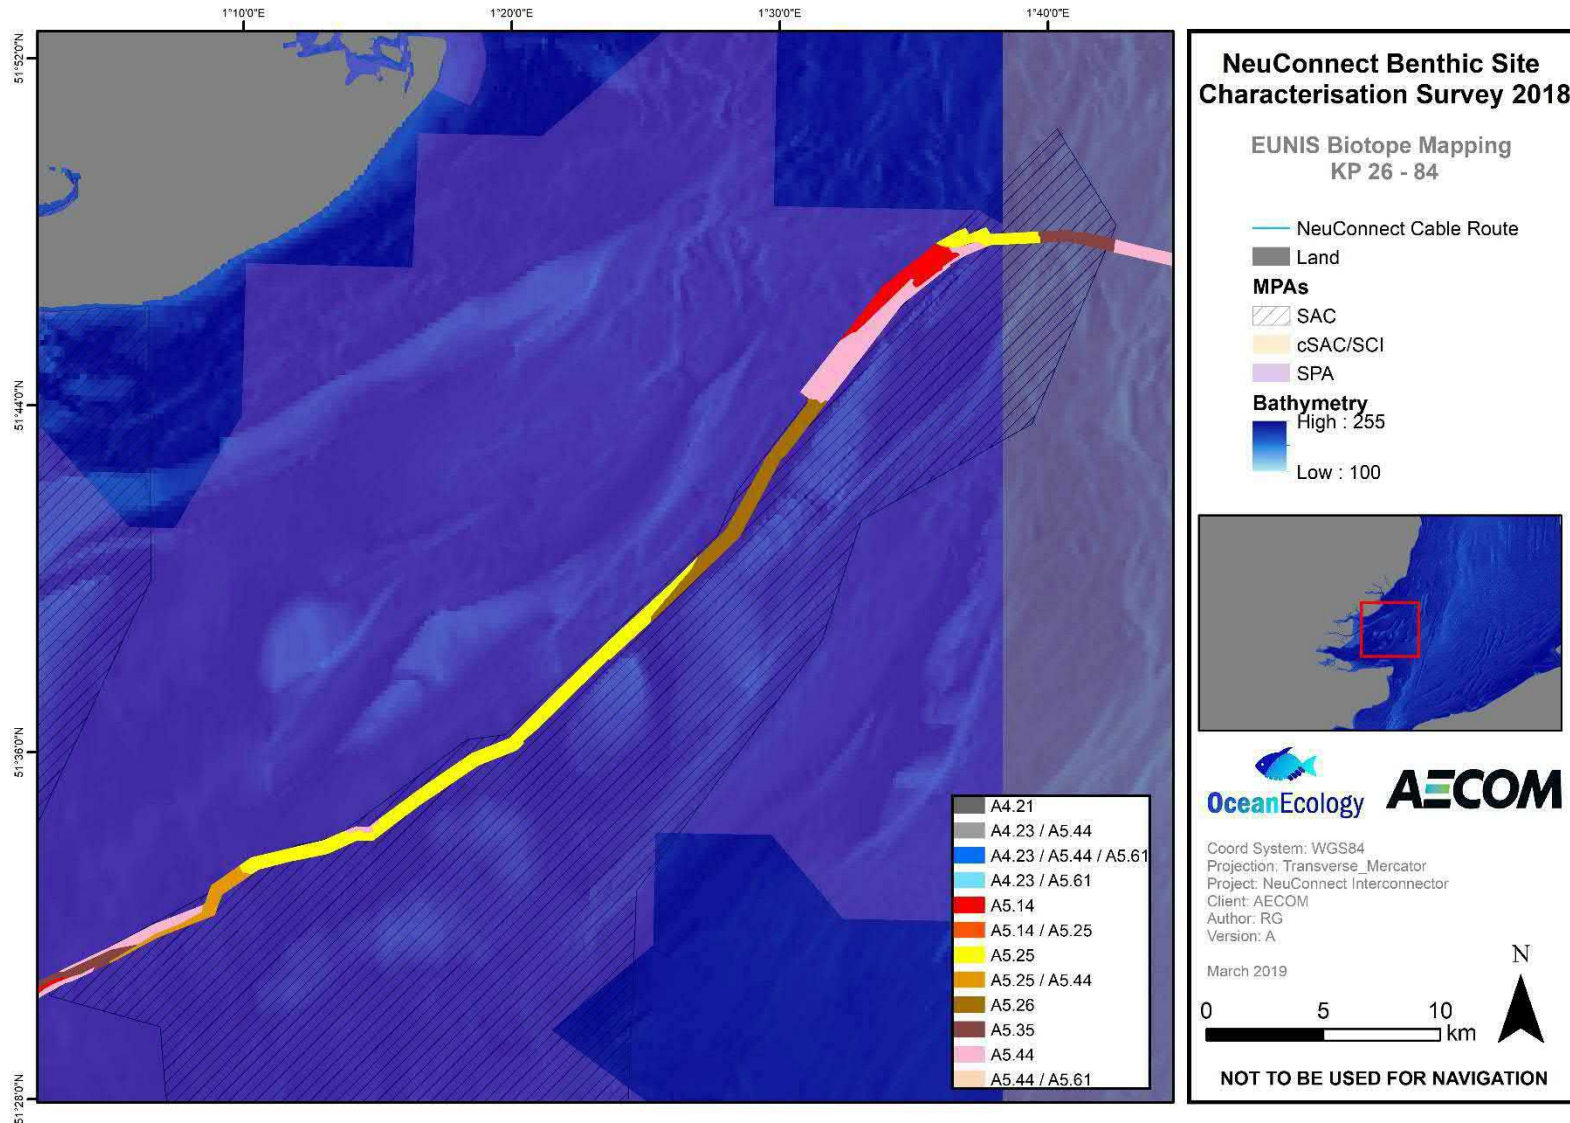 1°10'0"E
1°20'0"E
1°30'0"E
1°40'0"E
51°52'0"N
51°44'0"N
51°36'0"N
51°28'0"N
A4.21
A4.23 / A5.44
A4.23 / A5.44 / A5.61
A4.23 / A5.61
A5.14
A5.14 / A5.25
A5.25
A5.25 / A5.44
A5.26
A5.35
A5.44
A5.44 / A5.61
NeuConnect Benthic Site
Characterisation Survey 2018
EUNIS Biotope Mapping
KP 26 - 84
NeuConnect Cable Route
Land
MPAs
SAC
cSAC/SCI
SPA
Bathymetry
High : 255
Low : 100
OceanEcology
AECOM
Coord System: WGS84
Projection: Transverse_Mercator
Project: NeuConnect Interconnector
Client: AECOM
Author: RG
Version: A
March 2019
N
0 5 10
km
NOT TO BE USED FOR NAVIGATION